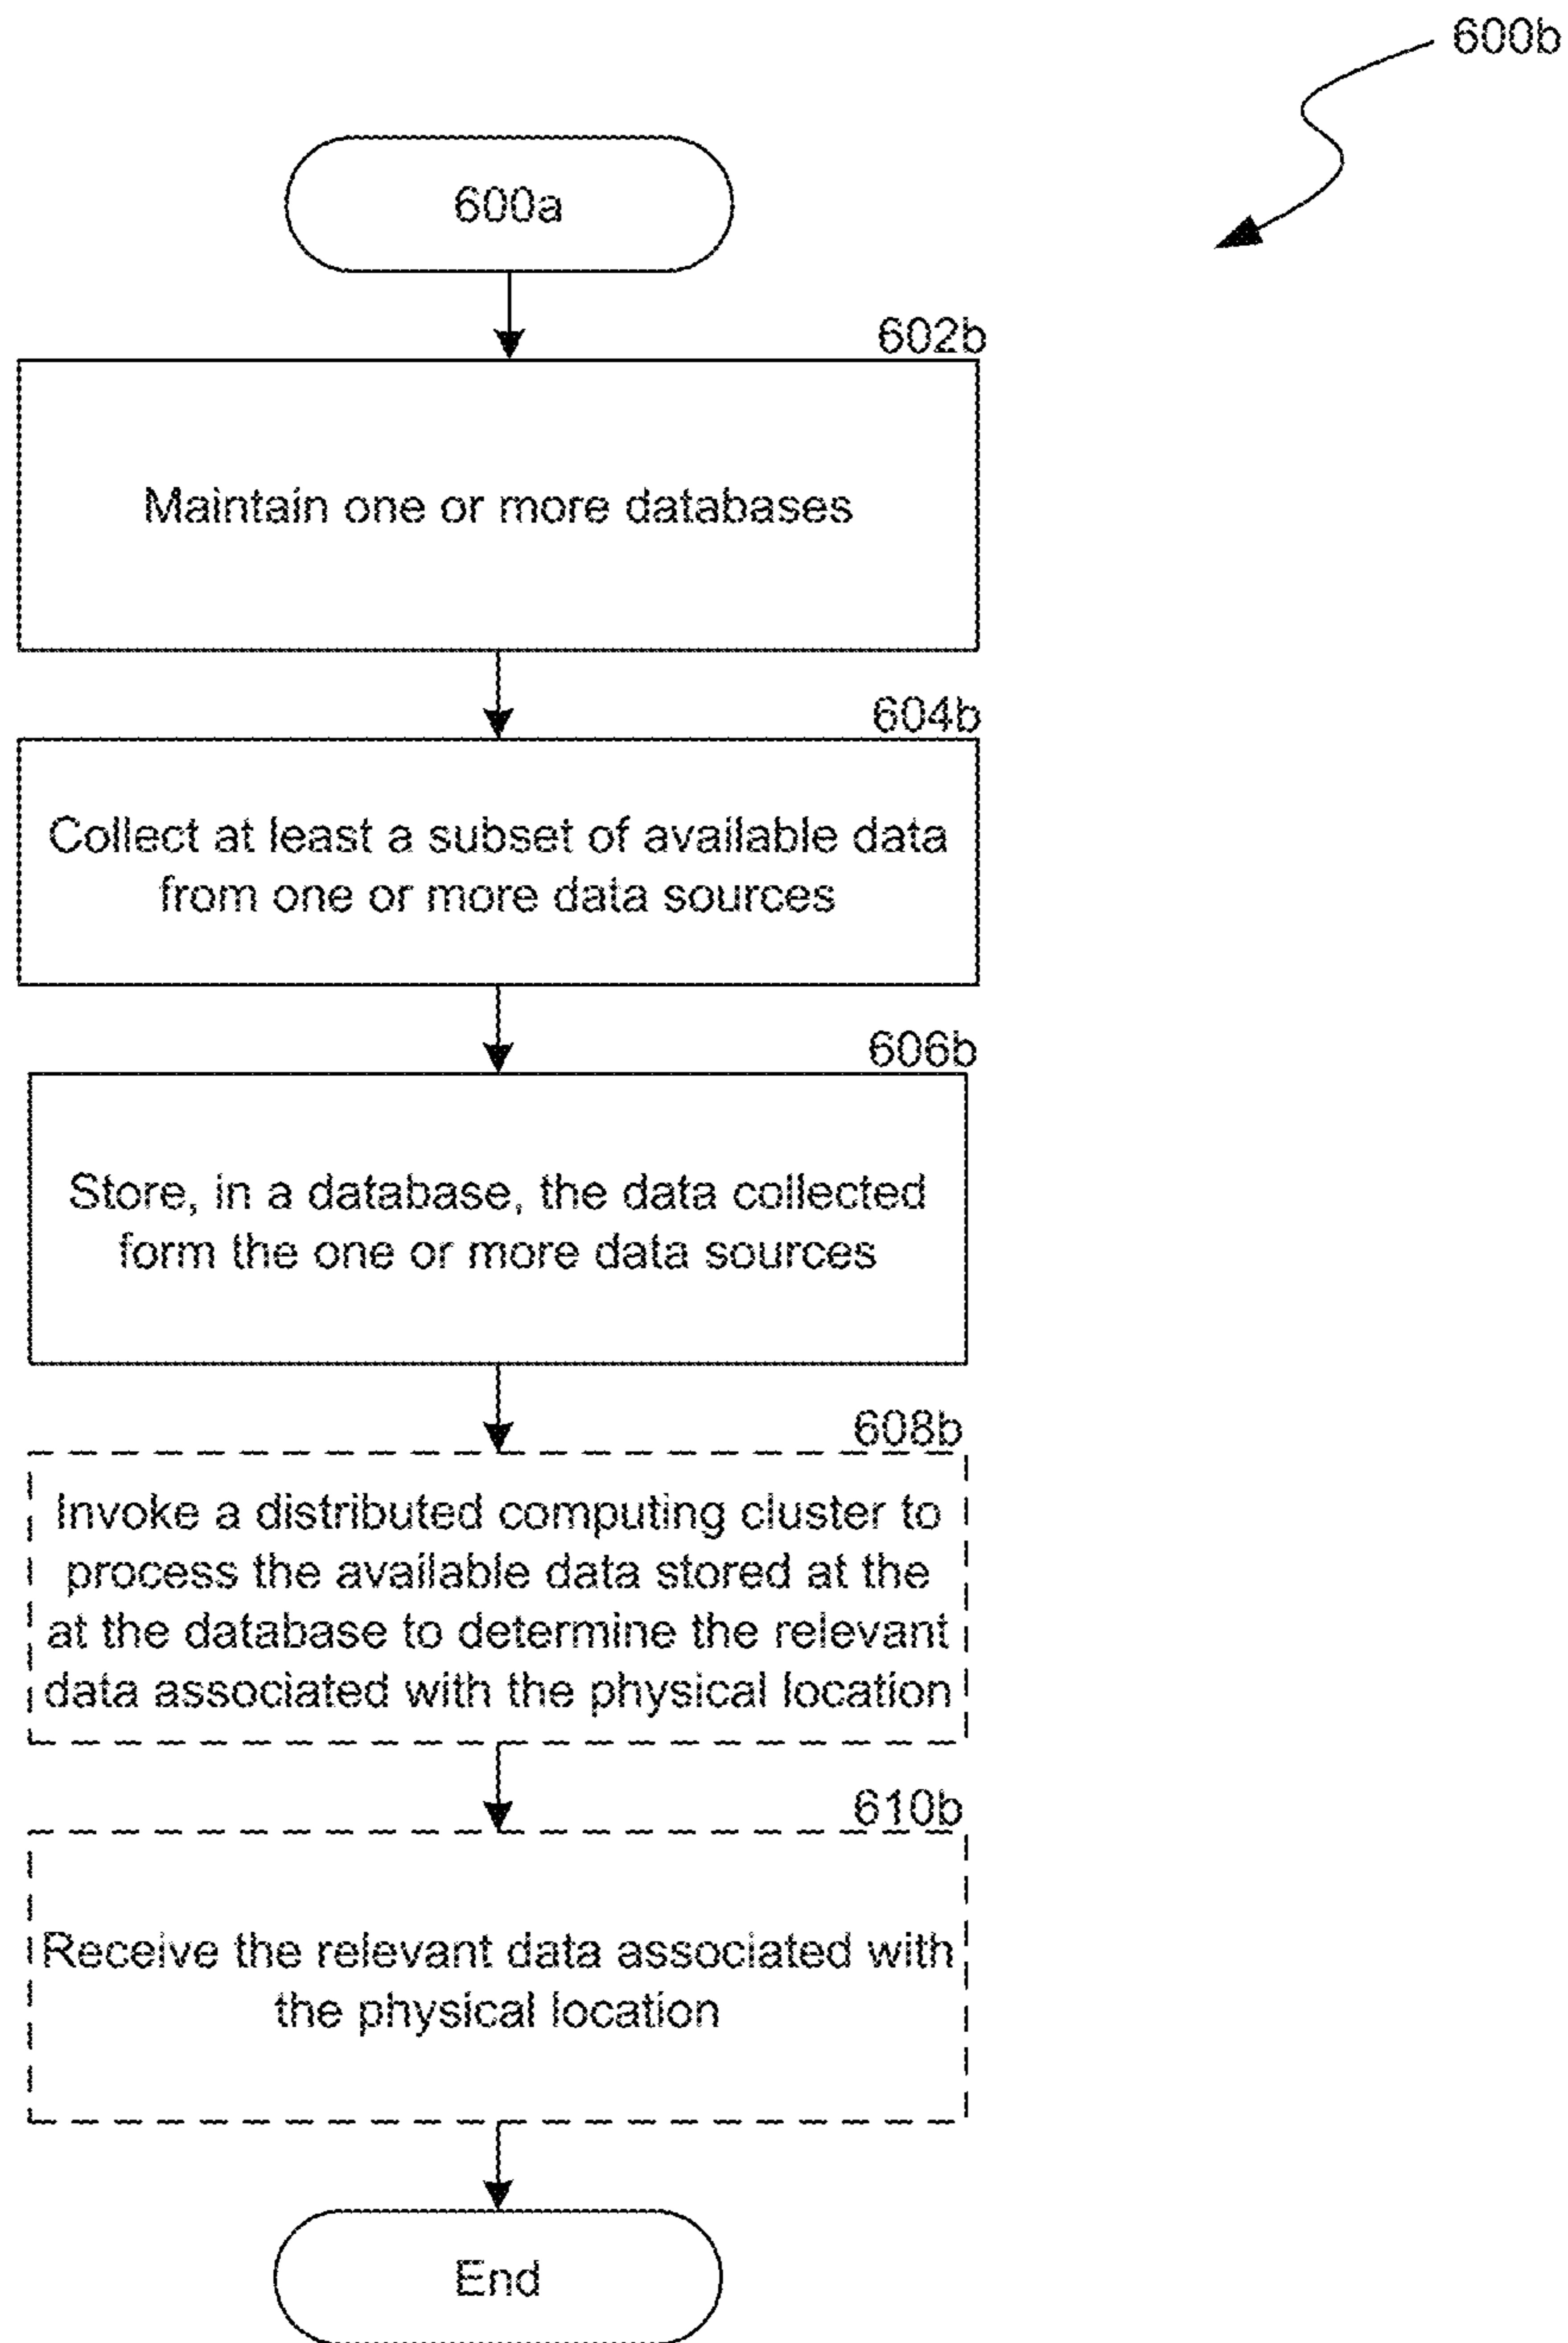 600b
600a
602b
Maintain one or more databases
604b
Collect at least a subset of available data
from one or more data sources
606b
Store, in a database, the data collected
form the one or more data sources
608b
Invoke a distributed computing cluster to
process the available data stored at the
at the database to determine the relevant
data associated with the physical location
610b
Receive the relevant data associated with
the physical location
End